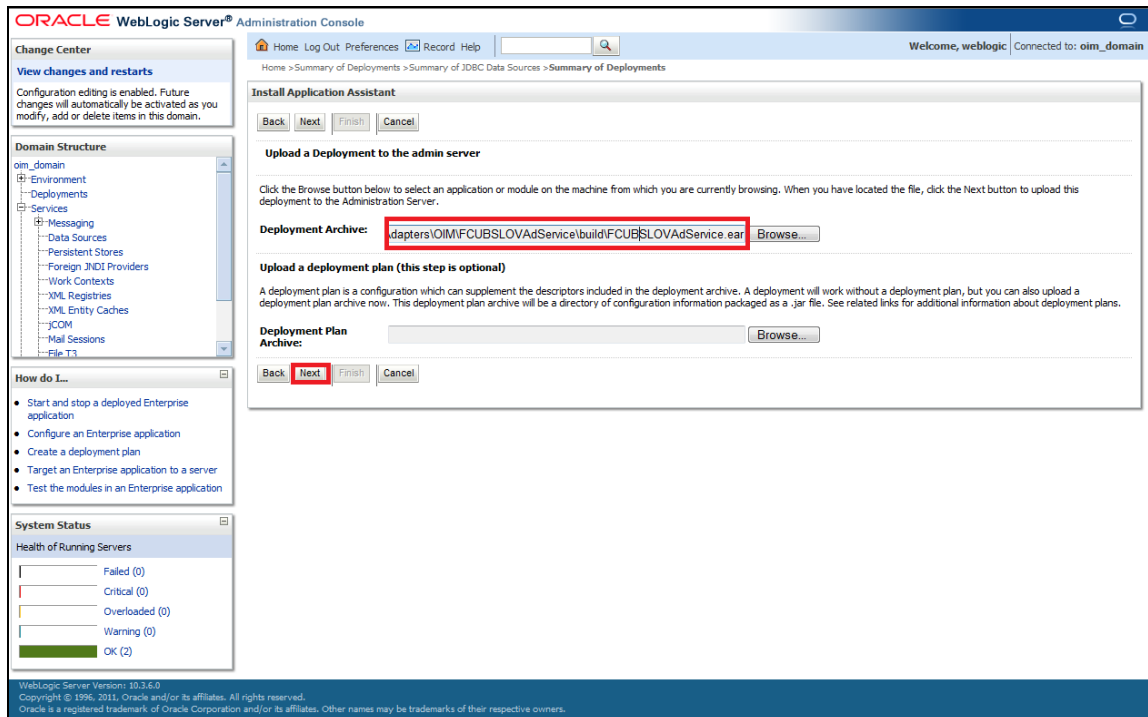 ORACLE WebLogic Server® Administration Console
Change Center
View changes and restarts
Configuration editing is enabled. Future
changes will automatically be activated as you
modify, add or delete items in this domain.
Domain Structure
oim_domain
Environment
Deployments
Services
Messaging
Data Sources
Persistent Stores
Foreign JNDI Providers
Work Contexts
XML Registries
XML Entity Caches
jCOM
Mail Sessions
File T3
How do I...
Start and stop a deployed Enterprise
application
Configure an Enterprise application
Create a deployment plan
Target an Enterprise application to a server
Test the modules in an Enterprise application
System Status
Health of Running Servers
Failed (0)
Critical (0)
Overloaded (0)
Warning (0)
OK (2)
Home Log Out Preferences Record Help
Welcome, weblogic Connected to: oim_domain
Home >Summary of Deployments >Summary of JDBC Data Sources >Summary of Deployments
Install Application Assistant
Back Next Finish Cancel
Upload a Deployment to the admin server
Click the Browse button below to select an application or module on the machine from which you are currently browsing. When you have located the file, click the Next button to upload this
deployment to the Administration Server.
Deployment Archive: dapters\OIM\FCUBSLOVAdService\build\FCUBSLOVAdService.ear Browse...
Upload a deployment plan (this step is optional)
A deployment plan is a configuration which can supplement the descriptors included in the deployment archive. A deployment will work without a deployment plan, but you can also upload a
deployment plan archive now. This deployment plan archive will be a directory of configuration information packaged as a .jar file. See related links for additional information about deployment plans.
Deployment Plan
Archive: Browse...
Back Next Finish Cancel
WebLogic Server Version: 10.3.6.0
Copyright © 1996, 2011, Oracle and/or its affiliates. All rights reserved.
Oracle is a registered trademark of Oracle Corporation and/or its affiliates. Other names may be trademarks of their respective owners.